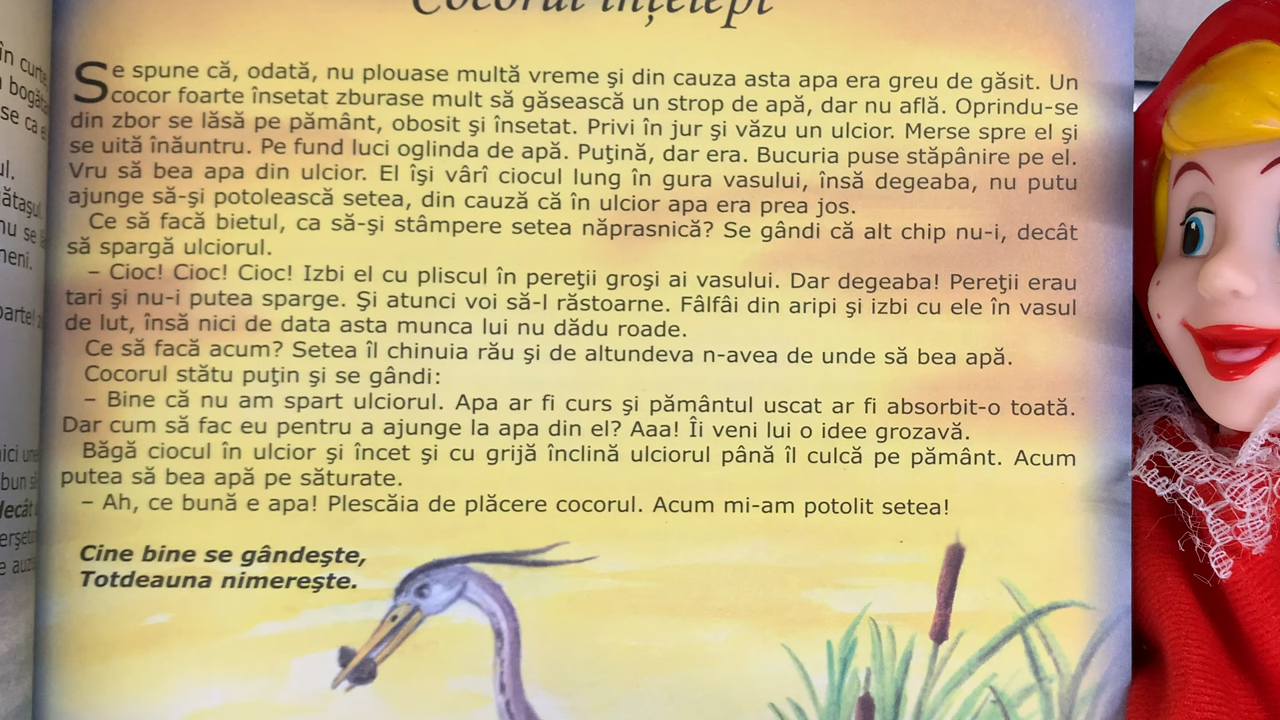 Cocorul înţelept
Se spune că, odată, nu plouase multă vreme şi din cauza asta apa era greu de găsit. Un
cocor foarte însetat zburase mult să găsească un strop de apă, dar nu află. Oprindu-se
din zbor se lăsă pe pământ, obosit şi însetat. Privi în jur şi văzu un ulcior. Merse spre el şi
se uită înăuntru. Pe fund luci oglinda de apă. Puţină, dar era. Bucuria puse stăpânire pe el.
Vru să bea apa din ulcior. El îşi vârî ciocul lung în gura vasului, însă degeaba, nu putu
ajunge să-şi potolească setea, din cauză că în ulcior apa era prea jos.
Ce să facă bietul, ca să-şi stâmpere setea năprasnică? Se gândi că alt chip nu-i, decât
să spargă ulciorul.
– Cioc! Cioc! Cioc! Izbi el cu pliscul în pereţii groşi ai vasului. Dar degeaba! Pereţii erau
tari şi nu-i putea sparge. Şi atunci voi să-l răstoarne. Fâlfâi din aripi şi izbi cu ele în vasul
de lut, însă nici de data asta munca lui nu dădu roade.
Ce să facă acum? Setea îl chinuia rău şi de altundeva n-avea de unde să bea apă.
Cocorul stătu puţin şi se gândi:
– Bine că nu am spart ulciorul. Apa ar fi curs şi pământul uscat ar fi absorbit-o toată.
Dar cum să fac eu pentru a ajunge la apa din el? Aaa! Îi veni lui o idee grozavă.
Băgă ciocul în ulcior şi încet şi cu grijă înclină ulciorul până îl culcă pe pământ. Acum
putea să bea apă pe săturate.
– Ah, ce bună e apa! Plescăia de plăcere cocorul. Acum mi-am potolit setea!
Cine bine se gândeşte,
Totdeauna nimereşte.